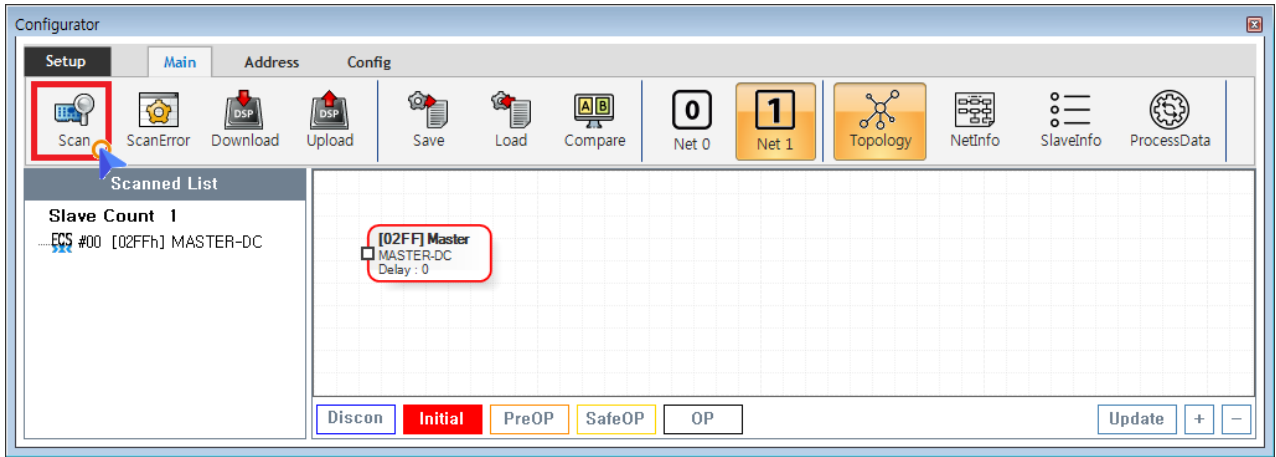 Configurator
Setup Main Address Config
Scan ScanError Download Upload Save Load Compare Net 0 Net 1 Topology NetInfo SlaveInfo ProcessData
DSP DSP A B 0 1
Scanned List
Slave Count 1
ECS #00 [02FFh] MASTER-DC
[02FF] Master
MASTER-DC
Delay : 0
Discon Initial PreOP SafeOP OP Update + −